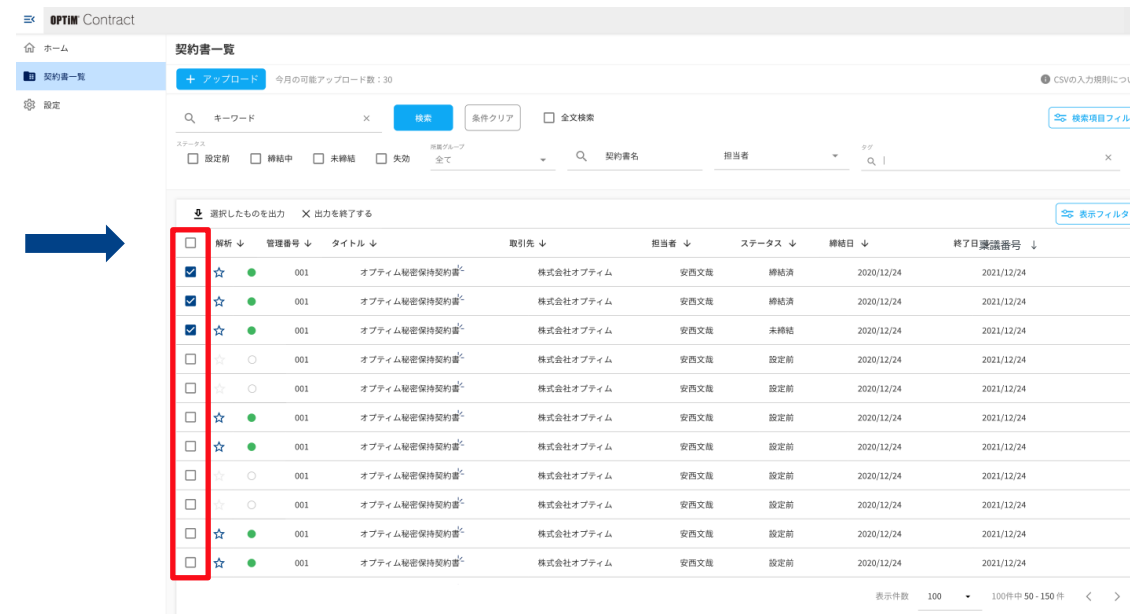 OPTiM Contract
ホーム
契約書一覧
設定
契約書一覧
＋ アップロード 今月の可能アップロード数：30 CSVの入力規則につい
キーワード × 検索 条件クリア 全文検索 検索項目フィル
ステータス 所属グループ タグ
設定前 締結中 未締結 失効 全て 契約書名 担当者 ×
選択したものを出力 × 出力を終了する 表示フィルタ
解析 ↓ 管理番号 ↓ タイトル ↓ 取引先 ↓ 担当者 ↓ ステータス ↓ 締結日 ↓ 終了日 稟議番号 ↓
001 オプティム秘密保持契約書 株式会社オプティム 安西文哉 締結済 2020/12/24 2021/12/24
001 オプティム秘密保持契約書 株式会社オプティム 安西文哉 締結済 2020/12/24 2021/12/24
001 オプティム秘密保持契約書 株式会社オプティム 安西文哉 未締結 2020/12/24 2021/12/24
001 オプティム秘密保持契約書 株式会社オプティム 安西文哉 設定前 2020/12/24 2021/12/24
001 オプティム秘密保持契約書 株式会社オプティム 安西文哉 設定前 2020/12/24 2021/12/24
001 オプティム秘密保持契約書 株式会社オプティム 安西文哉 設定前 2020/12/24 2021/12/24
001 オプティム秘密保持契約書 株式会社オプティム 安西文哉 設定前 2020/12/24 2021/12/24
001 オプティム秘密保持契約書 株式会社オプティム 安西文哉 設定前 2020/12/24 2021/12/24
001 オプティム秘密保持契約書 株式会社オプティム 安西文哉 設定前 2020/12/24 2021/12/24
001 オプティム秘密保持契約書 株式会社オプティム 安西文哉 設定前 2020/12/24 2021/12/24
001 オプティム秘密保持契約書 株式会社オプティム 安西文哉 設定前 2020/12/24 2021/12/24
表示件数 100 100件中 50 - 150 件